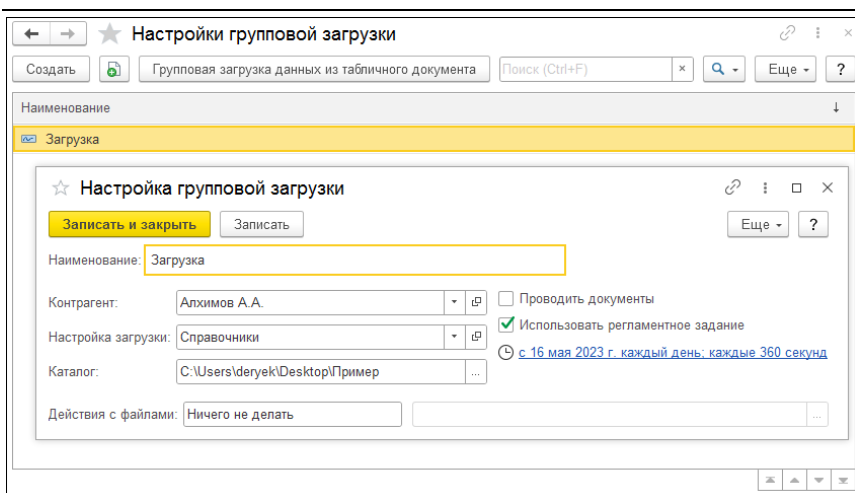 Настройки групповой загрузки
Создать Групповая загрузка данных из табличного документа Поиск (Ctrl+F) × Еще ?
Наименование ↓
Загрузка
Настройка групповой загрузки
Записать и закрыть Записать Еще ?
Наименование: Загрузка
Контрагент: Алхимов А.А. Проводить документы
Настройка загрузки: Справочники Использовать регламентное задание
с 16 мая 2023 г. каждый день; каждые 360 секунд
Каталог: C:\Users\deryek\Desktop\Пример ...
Действия с файлами: Ничего не делать ...